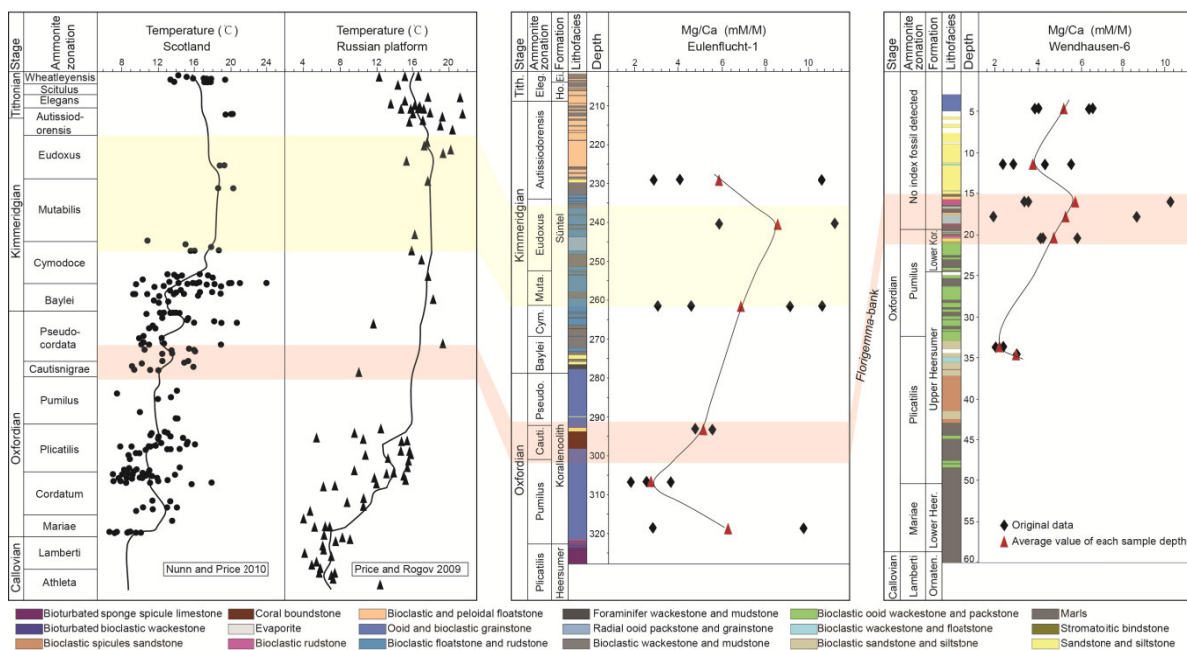 Stage
Ammonite zonation
Temperature (℃)
Scotland
8 12 16 20 24
Temperature (℃)
Russian platform
4 8 12 16 20
Tithonian
Kimmeridgian
Oxfordian
Callovian
Wheatleyensis
Scitulus
Elegans
Autissiod-
orensis
Eudoxus
Mutabilis
Cymodoce
Baylei
Pseudo-
cordata
Cautisnigrae
Pumilus
Plicatilis
Cordatum
Mariae
Lamberti
Athleta
Nunn and Price 2010
Price and Rogov 2009
Stage
Ammonite zonation
Formation
Lithofacies
Depth
Mg/Ca (mM/M)
Eulenflucht-1
2 4 6 8 10
Tith.
Kimmeridgian
Oxfordian
Eleg.
Autissiodorensis
Eudoxus
Muta.
Cym.
Baylei
Pseudo.
Cauti.
Pumilus
Plicatilis
Ho.
Ei.
Süntel
Korallenoolith
Heersumer
210
220
230
240
250
260
270
280
290
300
310
320
Florigemma-bank
Stage
Ammonite zonation
Formation
Lithofacies
Depth
Mg/Ca (mM/M)
Wendhausen-6
2 4 6 8 10
Oxfordian
Callovian
No index fossil detected
Pumilus
Plicatilis
Mariae
Lamberti
Lower Kor.
Upper Heersumer
Lower Heer.
Ornaten.
5
10
15
20
25
30
35
40
45
50
55
60
Original data
Average value of each sample depth
Bioturbated sponge spicule limestone
Coral boundstone
Bioclastic and peloidal floatstone
Foraminifer wackestone and mudstone
Bioclastic ooid wackestone and packstone
Marls
Bioturbated bioclastic wackestone
Evaporite
Ooid and bioclastic grainstone
Radial ooid packstone and grainstone
Bioclastic wackestone and floatstone
Stromatoitic bindstone
Bioclastic spicules sandstone
Bioclastic rudstone
Bioclastic floatstone and rudstone
Bioclastic wackestone and mudstone
Bioclastic sandstone and siltstone
Sandstone and siltstone